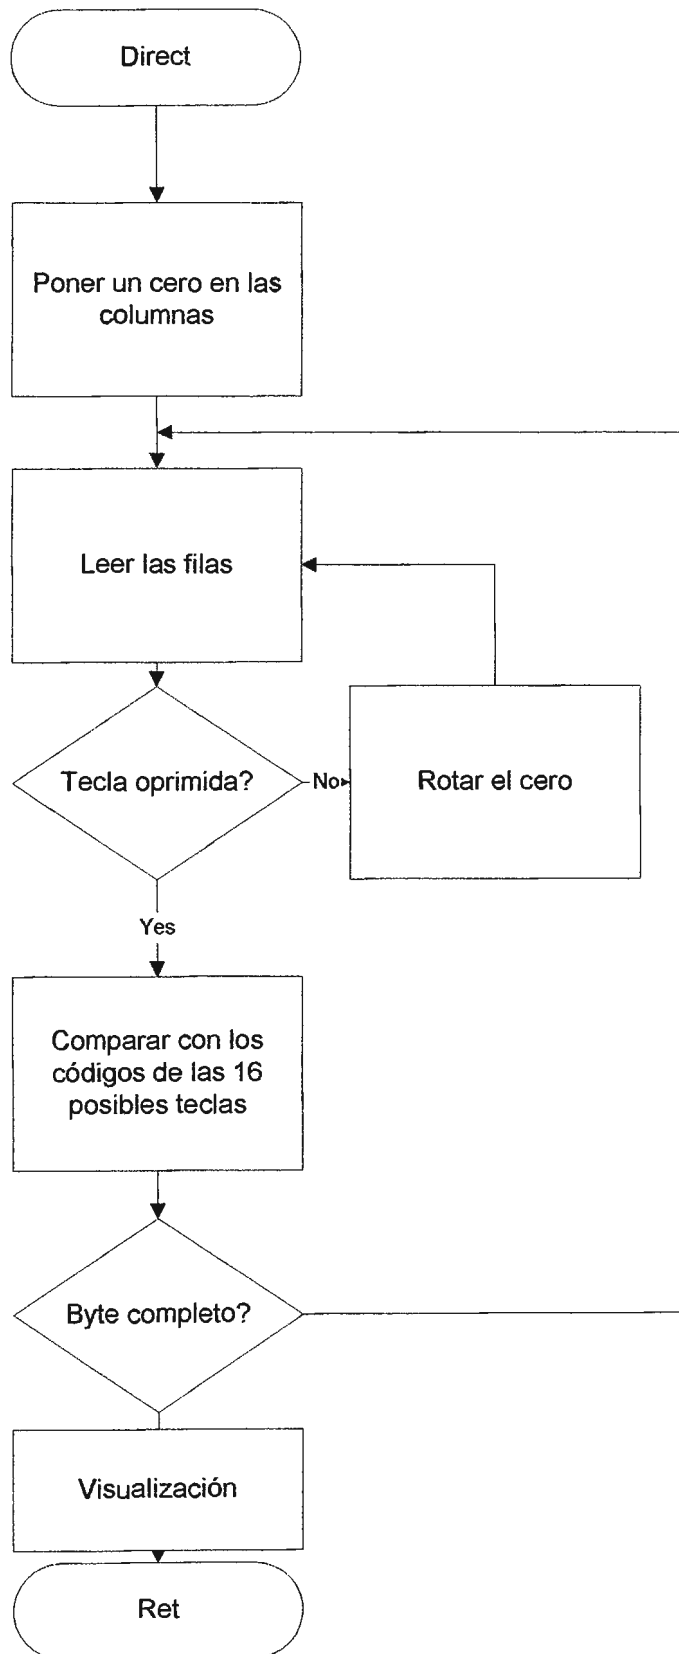 Direct
Poner un cero en las
columnas
Leer las filas
Tecla oprimida?
No
Rotar el cero
Yes
Comparar con los
códigos de las 16
posibles teclas
Byte completo?
Visualización
Ret